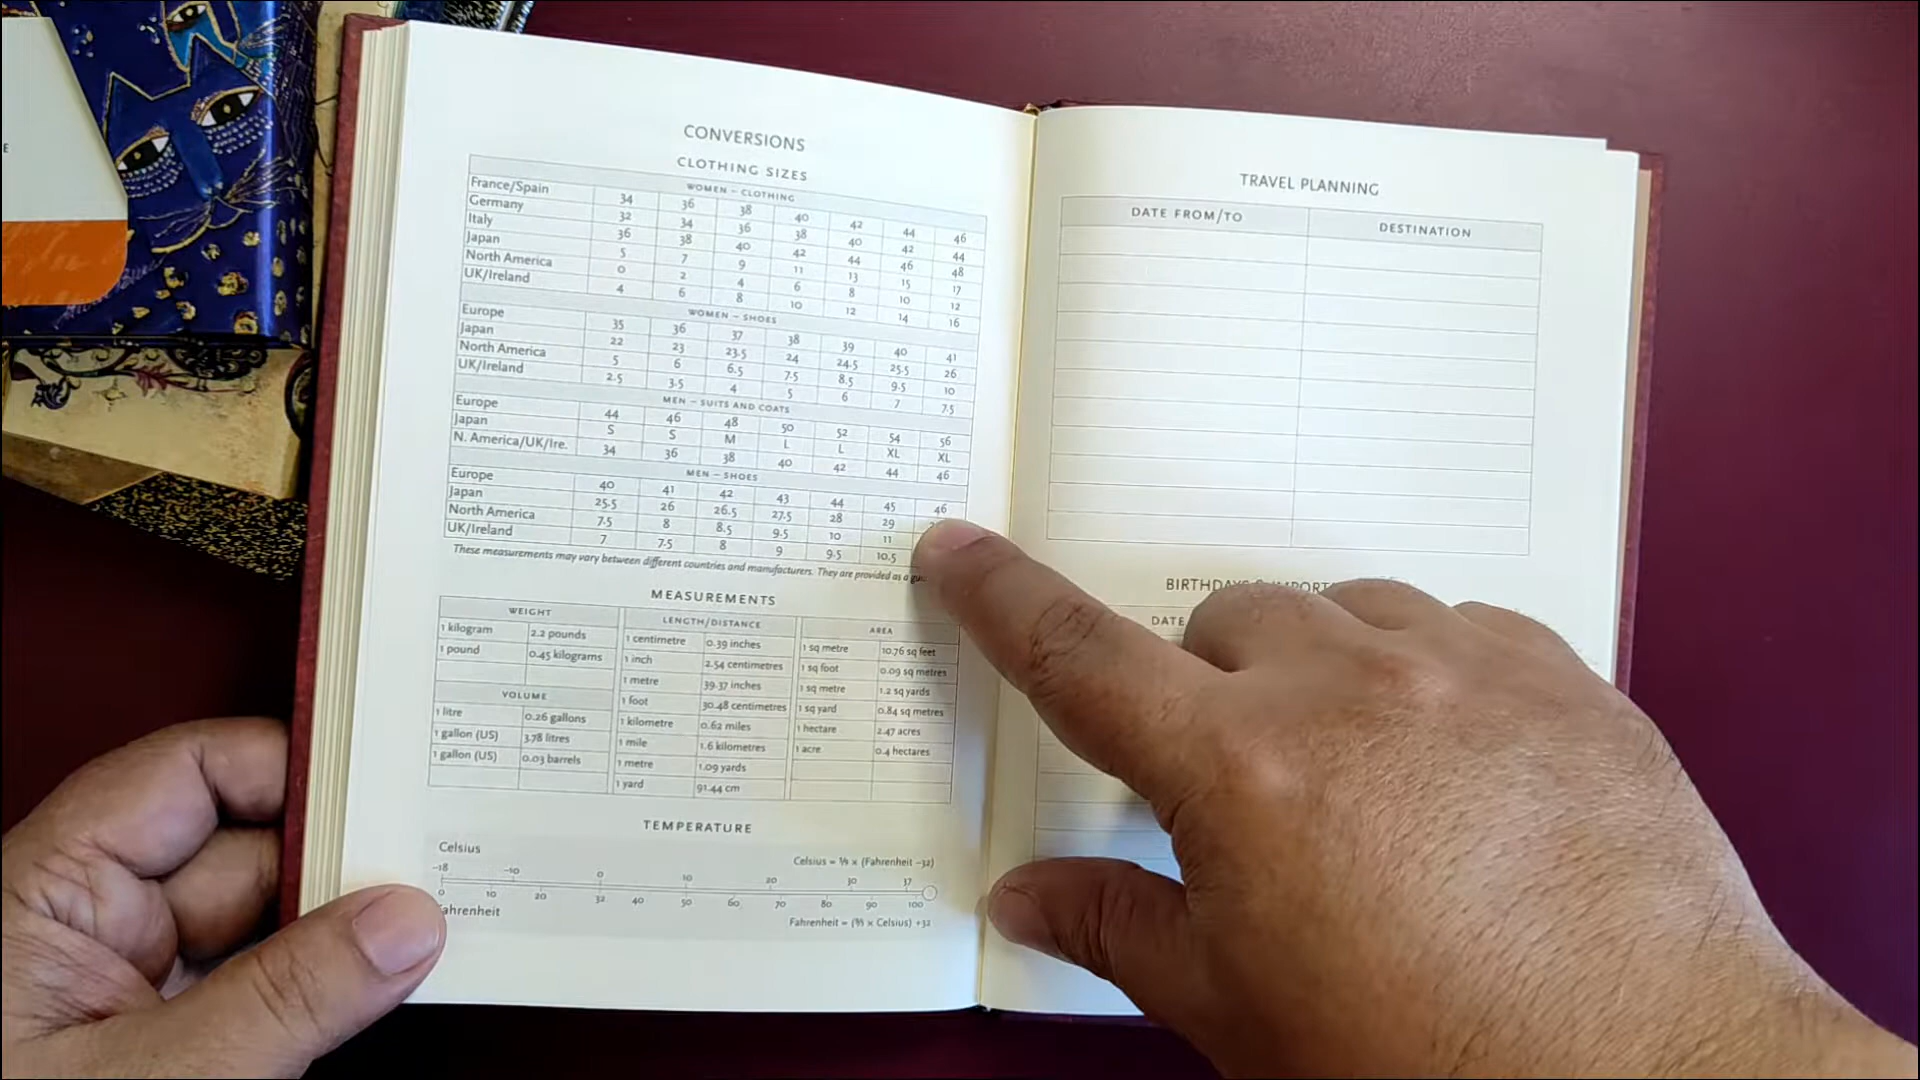 E
CONVERSIONS
CLOTHING SIZES
WOMEN – CLOTHING
France/Spain 34 36 38 40 42 44 46
Germany 32 34 36 38 40 42 44
Italy 36 38 40 42 44 46 48
Japan 5 7 9 11 13 15 17
North America 0 2 4 6 8 10 12
UK/Ireland 4 6 8 10 12 14 16
WOMEN – SHOES
Europe 35 36 37 38 39 40 41
Japan 22 23 23.5 24 24.5 25.5 26
North America 5 6 6.5 7.5 8.5 9.5 10
UK/Ireland 2.5 3.5 4 5 6 7 7.5
MEN – SUITS AND COATS
Europe 44 46 48 50 52 54 56
Japan S S M L L XL XL
N. America/UK/Ire. 34 36 38 40 42 44 46
MEN – SHOES
Europe 40 41 42 43 44 45 46
Japan 25.5 26 26.5 27.5 28 29
North America 7.5 8 8.5 9.5 10 11
UK/Ireland 7 7.5 8 9 9.5 10.5
These measurements may vary between different countries and manufacturers. They are provided as a
MEASUREMENTS
WEIGHT
1 kilogram 2.2 pounds
1 pound 0.45 kilograms
VOLUME
1 litre 0.26 gallons
1 gallon (US) 3.78 litres
1 gallon (US) 0.03 barrels
LENGTH/DISTANCE
1 centimetre 0.39 inches
1 inch 2.54 centimetres
1 metre 39.37 inches
1 foot 30.48 centimetres
1 kilometre 0.62 miles
1 mile 1.6 kilometres
1 metre 1.09 yards
1 yard 91.44 cm
AREA
1 sq metre 10.76 sq feet
1 sq foot 0.09 sq metres
1 sq metre 1.2 sq yards
1 sq yard 0.84 sq metres
1 hectare 2.47 acres
1 acre 0.4 hectares
TEMPERATURE
Celsius
Celsius = 5/9 x (Fahrenheit –32)
–18 –10 0 10 20 30 37
0 10 20 32 40 50 60 70 80 90 100
ahrenheit
Fahrenheit = (9/5 x Celsius) +32
TRAVEL PLANNING
DATE FROM/TO DESTINATION
BIRTHDAYS
DATE